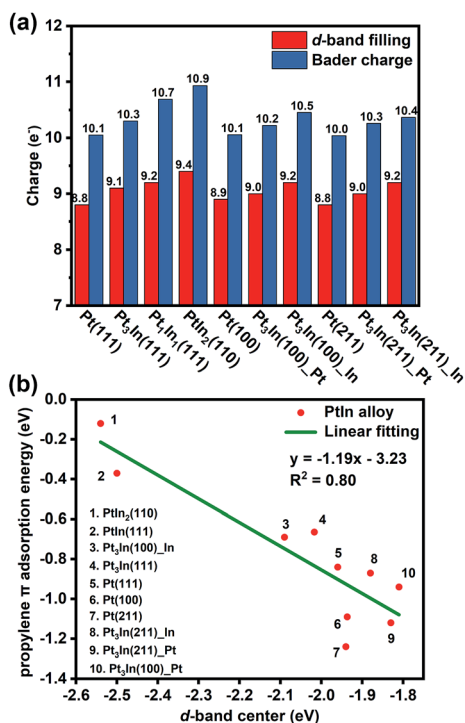 (a)
d-band filling
Bader charge
Charge (e⁻)
11
10
9
8
7
8.8 10.1 9.1 10.3 9.2 10.7 9.4 10.9 8.9 10.1 9.0 10.2 9.2 10.5 8.8 10.0 9.0 10.3 9.2 10.4
Pt(111)
Pt₃In(111)
Pt₁In₁(111)
PtIn₂(110)
Pt(100)
Pt₃In(100)_Pt
Pt₃In(100)_In
Pt(211)
Pt₃In(211)_Pt
Pt₃In(211)_In
(b)
propylene π adsorption energy (eV)
0.0
-0.2
-0.4
-0.6
-0.8
-1.0
-1.2
-1.4
PtIn alloy
Linear fitting
y = -1.19x - 3.23
R² = 0.80
1
2
3
4
5
6
7
8
9
10
1. PtIn₂(110)
2. PtIn(111)
3. Pt₃In(100)_In
4. Pt₃In(111)
5. Pt(111)
6. Pt(100)
7. Pt(211)
8. Pt₃In(211)_In
9. Pt₃In(211)_Pt
10. Pt₃In(100)_Pt
-2.6 -2.5 -2.4 -2.3 -2.2 -2.1 -2.0 -1.9 -1.8
d-band center (eV)